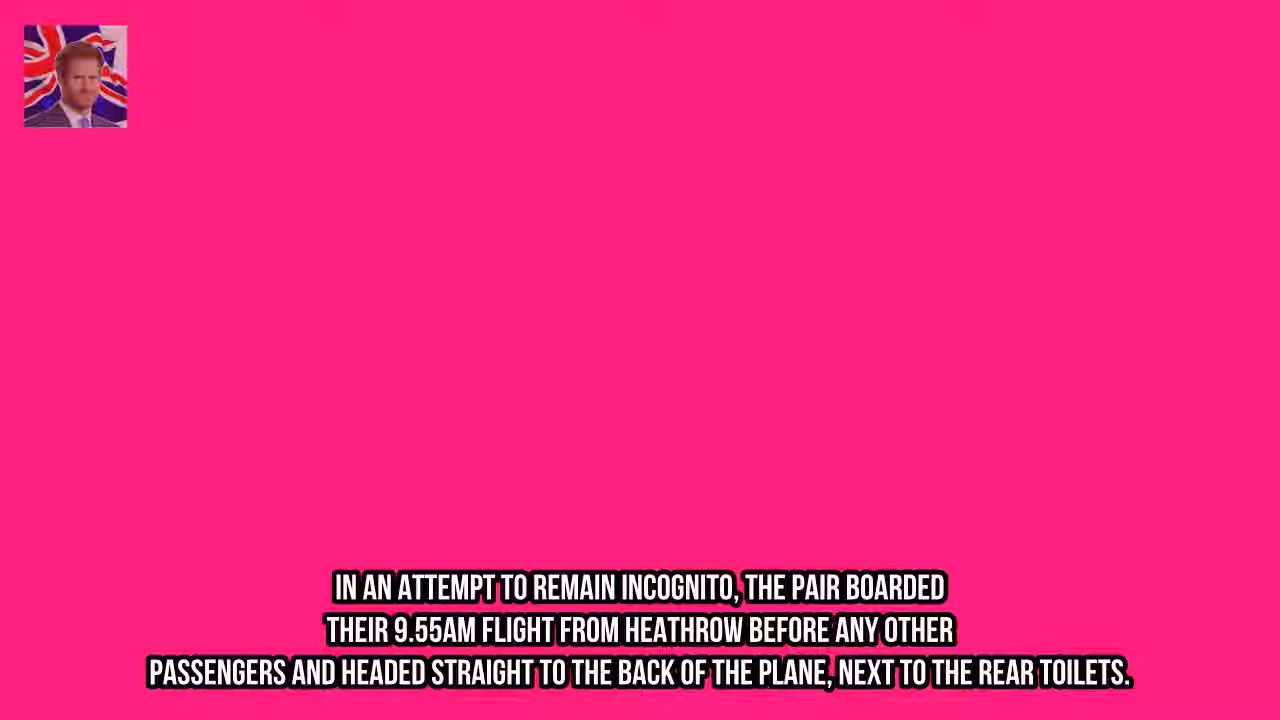 IN AN ATTEMPT TO REMAIN INCOGNITO, THE PAIR BOARDED
THEIR 9.55AM FLIGHT FROM HEATHROW BEFORE ANY OTHER
PASSENGERS AND HEADED STRAIGHT TO THE BACK OF THE PLANE, NEXT TO THE REAR TOILETS.